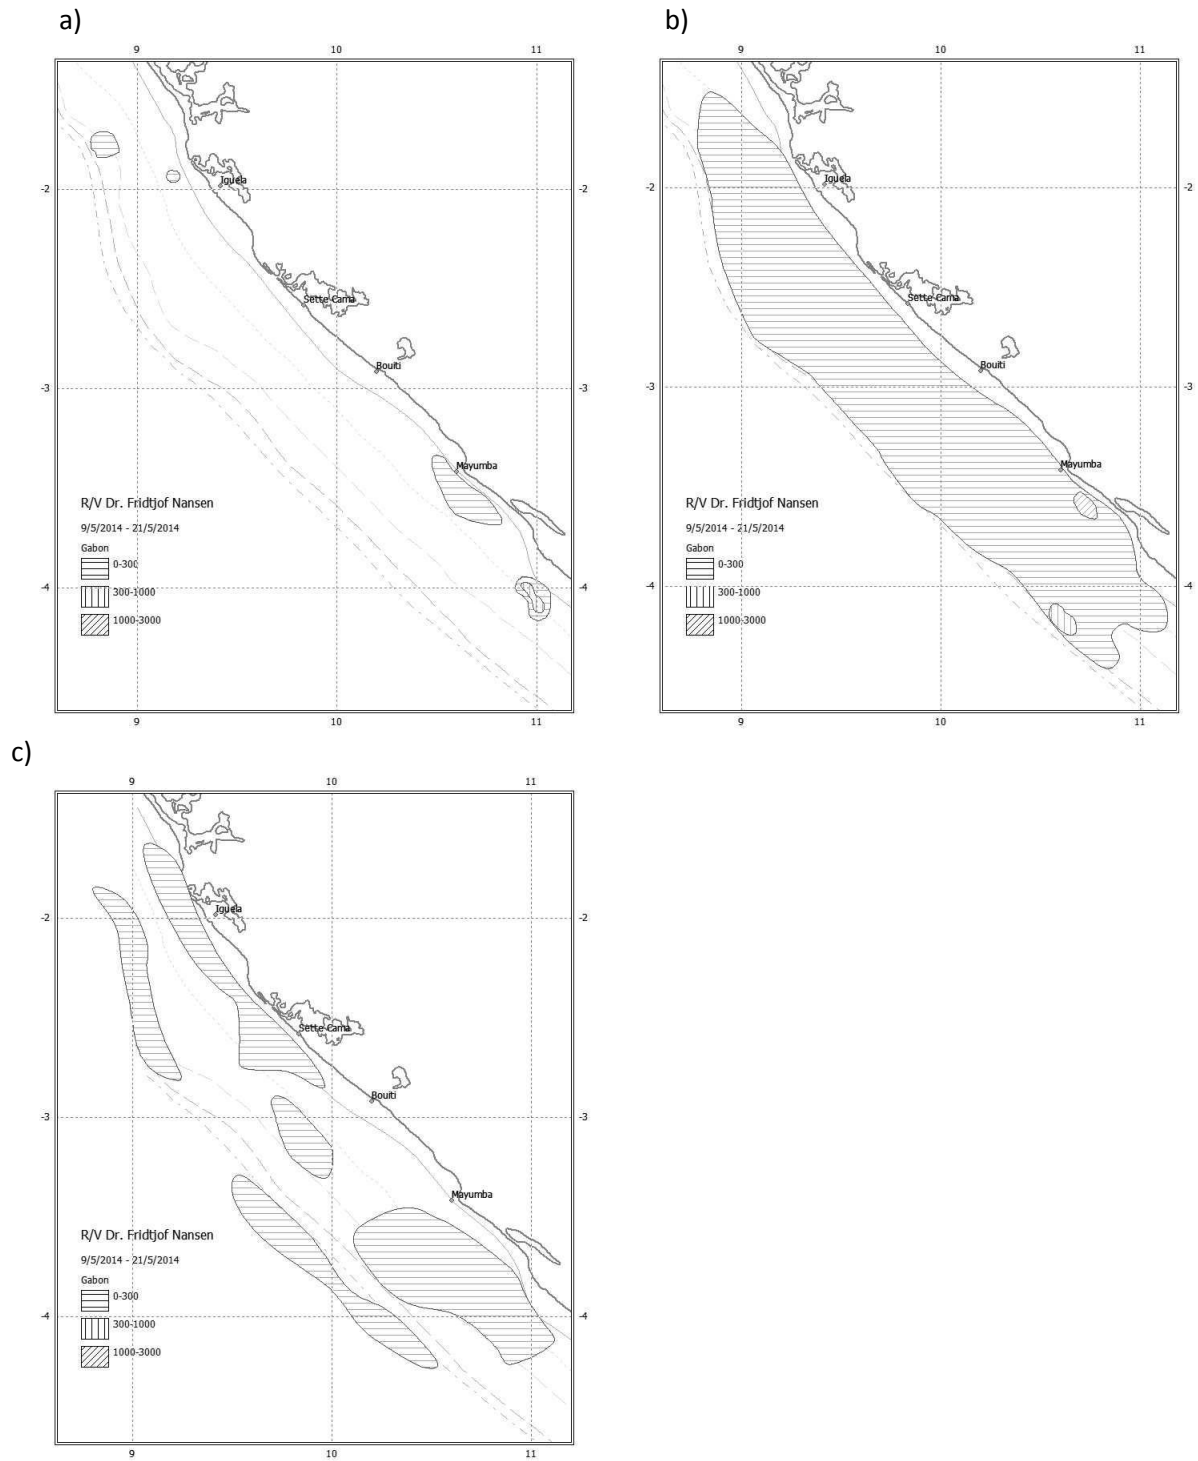 a)
9 10 11
Iguela
-2 -2
Sette Cama
Bouiti
-3 -3
Mayumba
R/V Dr. Fridtjof Nansen
9/5/2014 - 21/5/2014
Gabon
0-300
-4 -4
300-1000
1000-3000
9 10 11
b)
9 10 11
Iguela
-2 -2
Sette Cama
Bouiti
-3 -3
Mayumba
R/V Dr. Fridtjof Nansen
9/5/2014 - 21/5/2014
Gabon
0-300
-4 -4
300-1000
1000-3000
9 10 11
c)
9 10 11
Iguela
-2 -2
Sette Cama
Bouiti
-3 -3
Mayumba
R/V Dr. Fridtjof Nansen
9/5/2014 - 21/5/2014
Gabon
0-300
-4 -4
300-1000
1000-3000
9 10 11